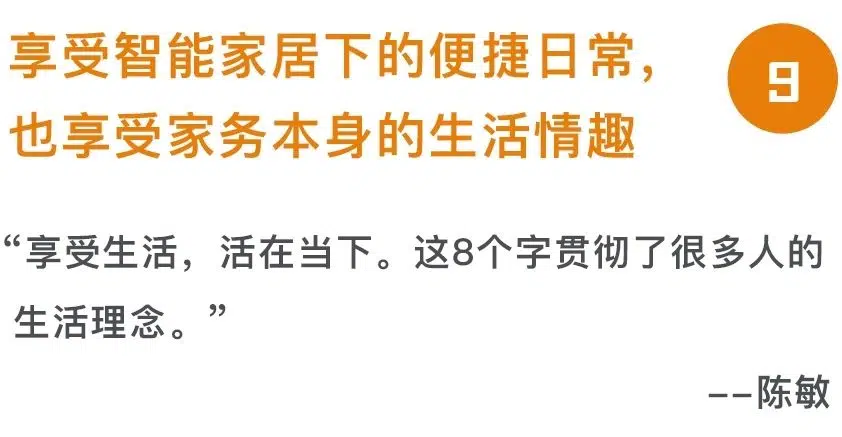 享受智能家居下的便捷日常，
9
也享受家务本身的生活情趣
“享受生活，活在当下。这8个字贯彻了很多人的
生活理念。”
--陈敏